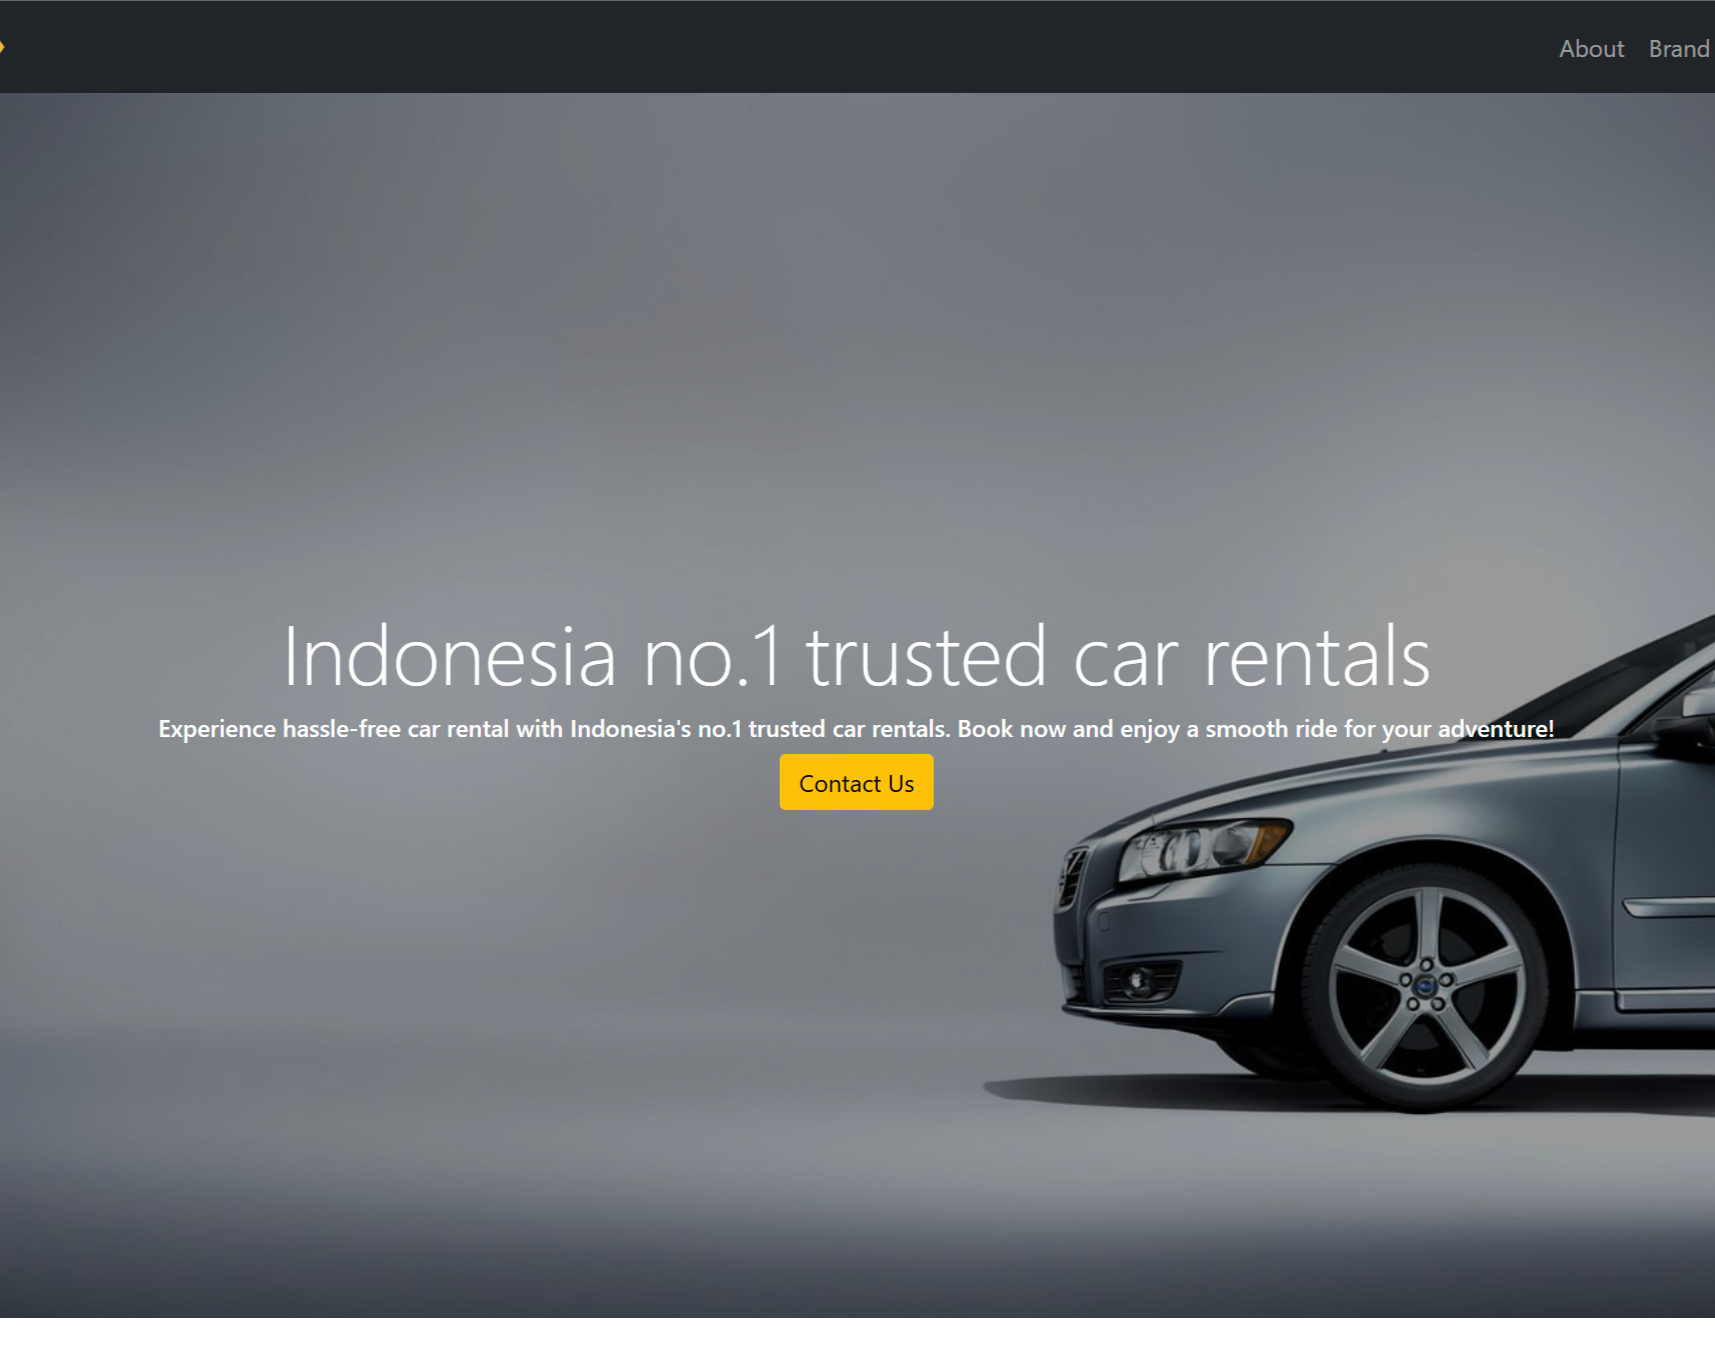 About Brand
Indonesia no.1 trusted car rentals
Experience hassle-free car rental with Indonesia's no.1 trusted car rentals. Book now and enjoy a smooth ride for your adventure!
Contact Us